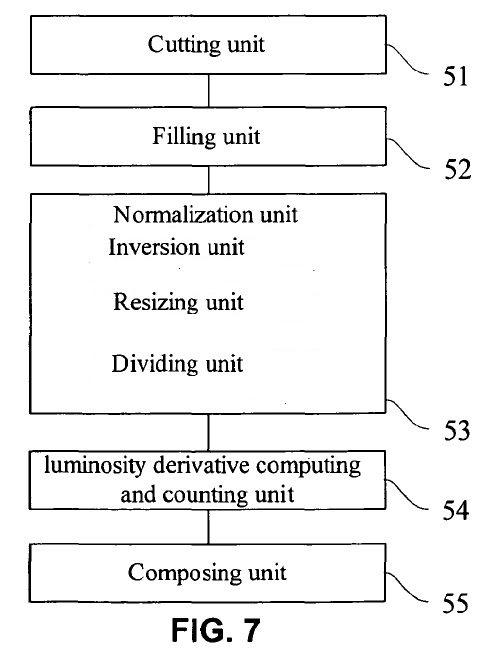 Cutting unit
51
Filling unit
52
Normalization unit
Inversion unit
Resizing unit
Dividing unit
53
luminosity derivative computing
and counting unit
54
Composing unit
55
FIG. 7